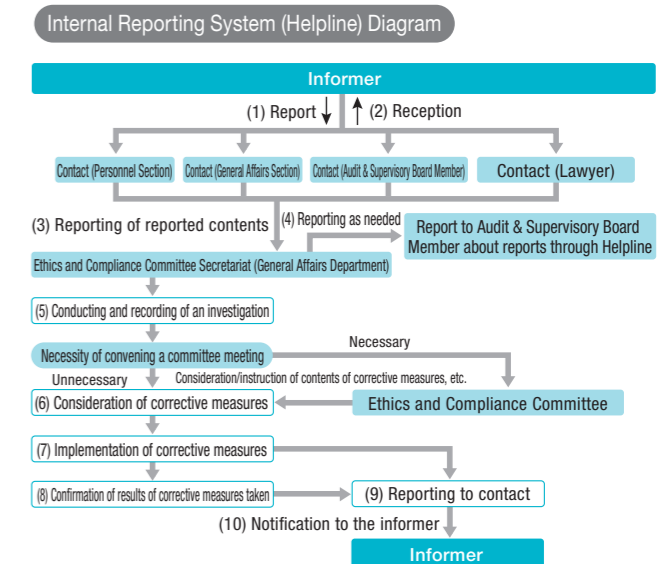 Internal Reporting System (Helpline) Diagram
Informer
(1) Report
(2) Reception
Contact (Personnel Section)
Contact (General Affairs Section)
Contact (Audit & Supervisory Board Member)
Contact (Lawyer)
(3) Reporting of reported contents
(4) Reporting as needed
Report to Audit & Supervisory Board
Member about reports through Helpline
Ethics and Compliance Committee Secretariat (General Affairs Department)
(5) Conducting and recording of an investigation
Necessity of convening a committee meeting
Necessary
Unnecessary
Consideration/instruction of contents of corrective measures, etc.
(6) Consideration of corrective measures
Ethics and Compliance Committee
(7) Implementation of corrective measures
(8) Confirmation of results of corrective measures taken
(9) Reporting to contact
(10) Notification to the informer
Informer